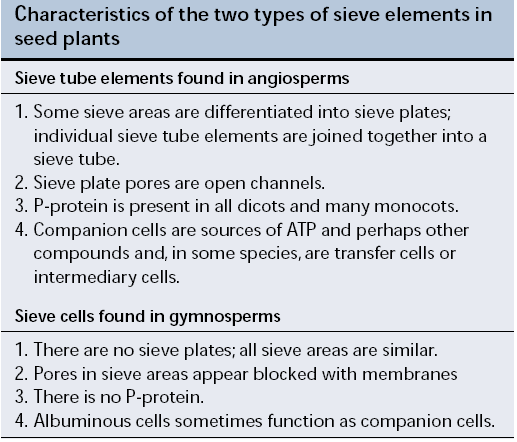 Characteristics of the two types of sieve elements in
seed plants
Sieve tube elements found in angiosperms
1. Some sieve areas are differentiated into sieve plates;
individual sieve tube elements are joined together into a
sieve tube.
2. Sieve plate pores are open channels.
3. P-protein is present in all dicots and many monocots.
4. Companion cells are sources of ATP and perhaps other
compounds and, in some species, are transfer cells or
intermediary cells.
Sieve cells found in gymnosperms
1. There are no sieve plates; all sieve areas are similar.
2. Pores in sieve areas appear blocked with membranes
3. There is no P-protein.
4. Albuminous cells sometimes function as companion cells.